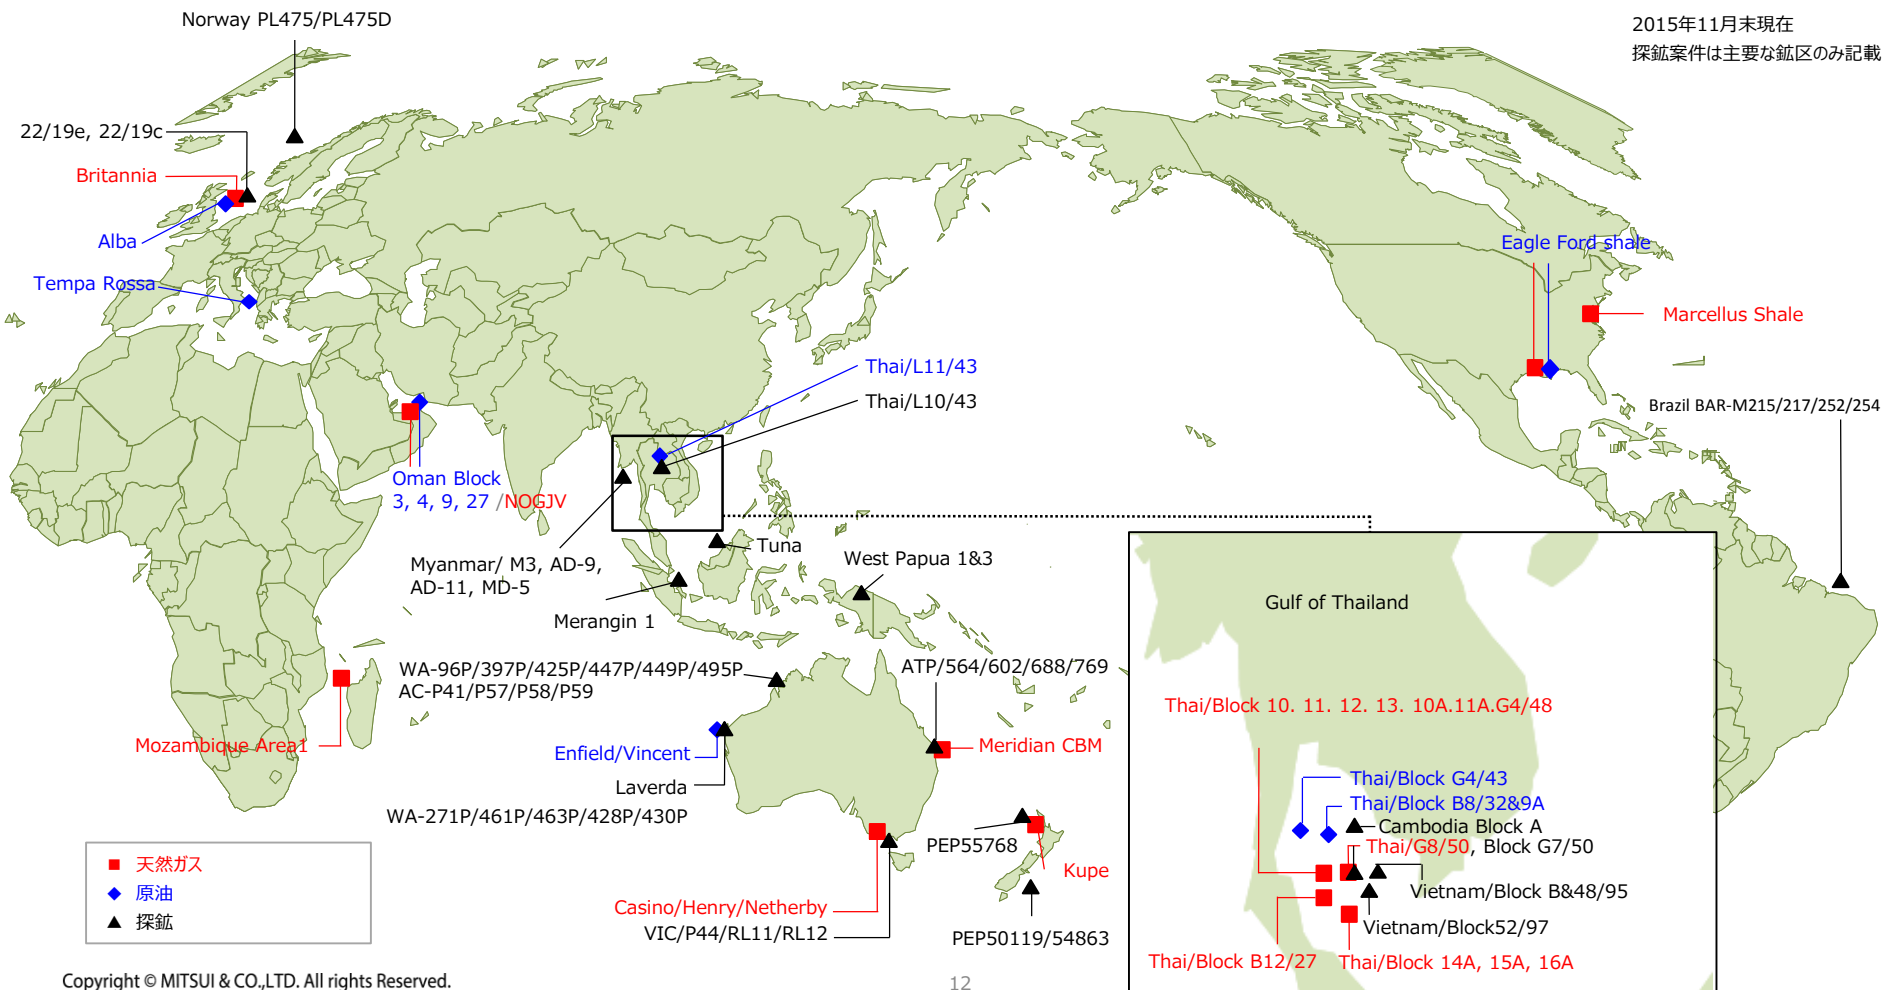 Norway PL475/PL475D
2015年11月末現在
探鉱案件は主要な鉱区のみ記載
22/19e, 22/19c
Britannia
Alba
Tempa Rossa
Eagle Ford shale
Marcellus Shale
Thai/L11/43
Thai/L10/43
Brazil BAR-M215/217/252/254
Oman Block
3, 4, 9, 27 /NOGJV
Myanmar/ M3, AD-9,
AD-11, MD-5
Tuna
West Papua 1&3
Merangin 1
Gulf of Thailand
WA-96P/397P/425P/447P/449P/495P
AC-P41/P57/P58/P59
ATP/564/602/688/769
Thai/Block 10. 11. 12. 13. 10A.11A.G4/48
Mozambique Area1
Enfield/Vincent
Meridian CBM
Laverda
WA-271P/461P/463P/428P/430P
Thai/Block G4/43
Thai/Block B8/32&9A
Cambodia Block A
Thai/G8/50, Block G7/50
Vietnam/Block B&48/95
Vietnam/Block52/97
PEP55768
Kupe
天然ガス
原油
探鉱
Casino/Henry/Netherby
VIC/P44/RL11/RL12
PEP50119/54863
Thai/Block B12/27
Thai/Block 14A, 15A, 16A
Copyright © MITSUI & CO.,LTD. All rights Reserved.
12